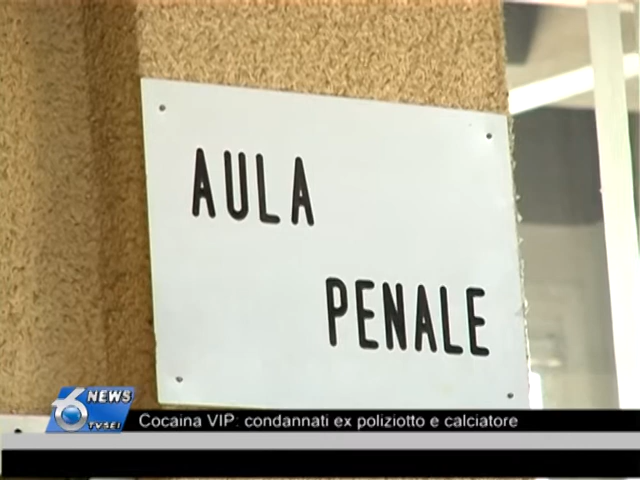 AULA
PENALE
6 NEWS
TVSEI
Cocaina VIP: condannati ex poliziotto e calciatore